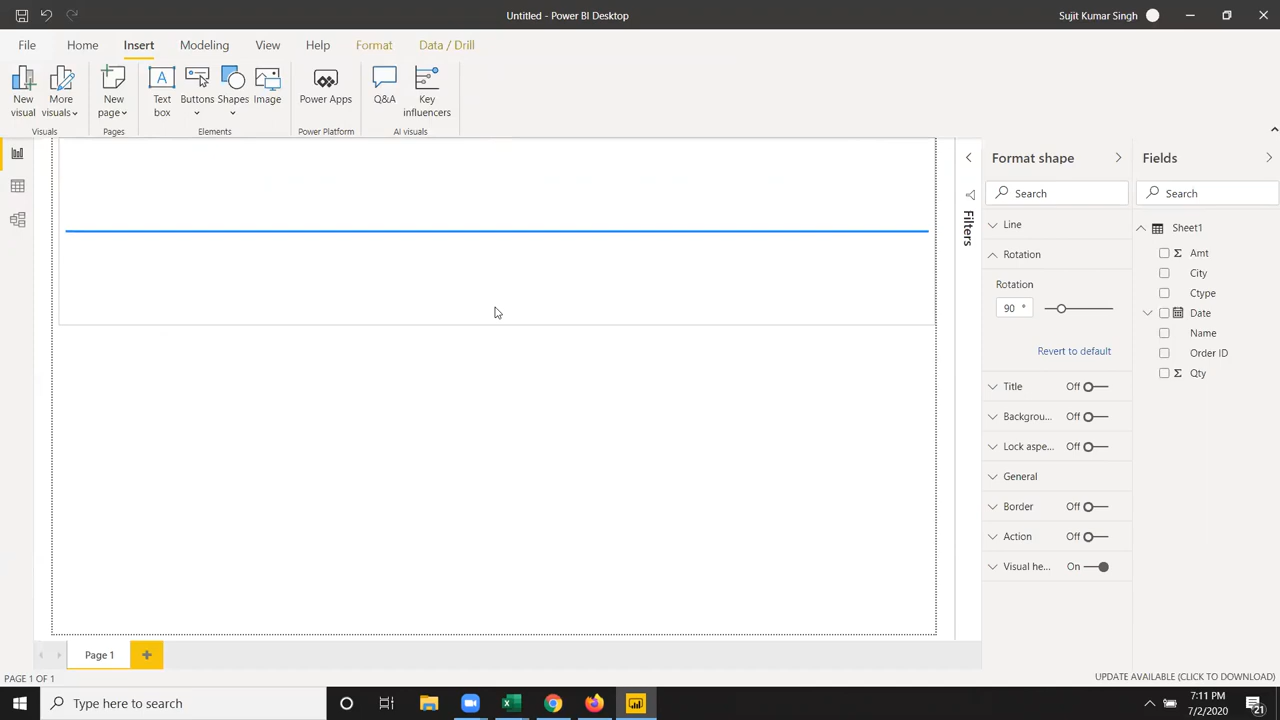 Untitled - Power BI Desktop
Sujit Kumar Singh
File Home Insert Modeling View Help Format Data / Drill
New visual
More visuals
New page
Text box
Buttons
Shapes
Image
Power Apps
Q&A
Key influencers
Visuals
Pages
Elements
Power Platform
AI visuals
Filters
Format shape
Search
Line
Rotation
Rotation
90 °
Revert to default
Title Off
Backgrou... Off
Lock aspe... Off
General
Border Off
Action Off
Visual he... On
Fields
Search
Sheet1
Σ Amt
City
Ctype
Date
Name
Order ID
Σ Qty
Page 1
PAGE 1 OF 1
UPDATE AVAILABLE (CLICK TO DOWNLOAD)
Type here to search
7:11 PM
7/2/2020
21